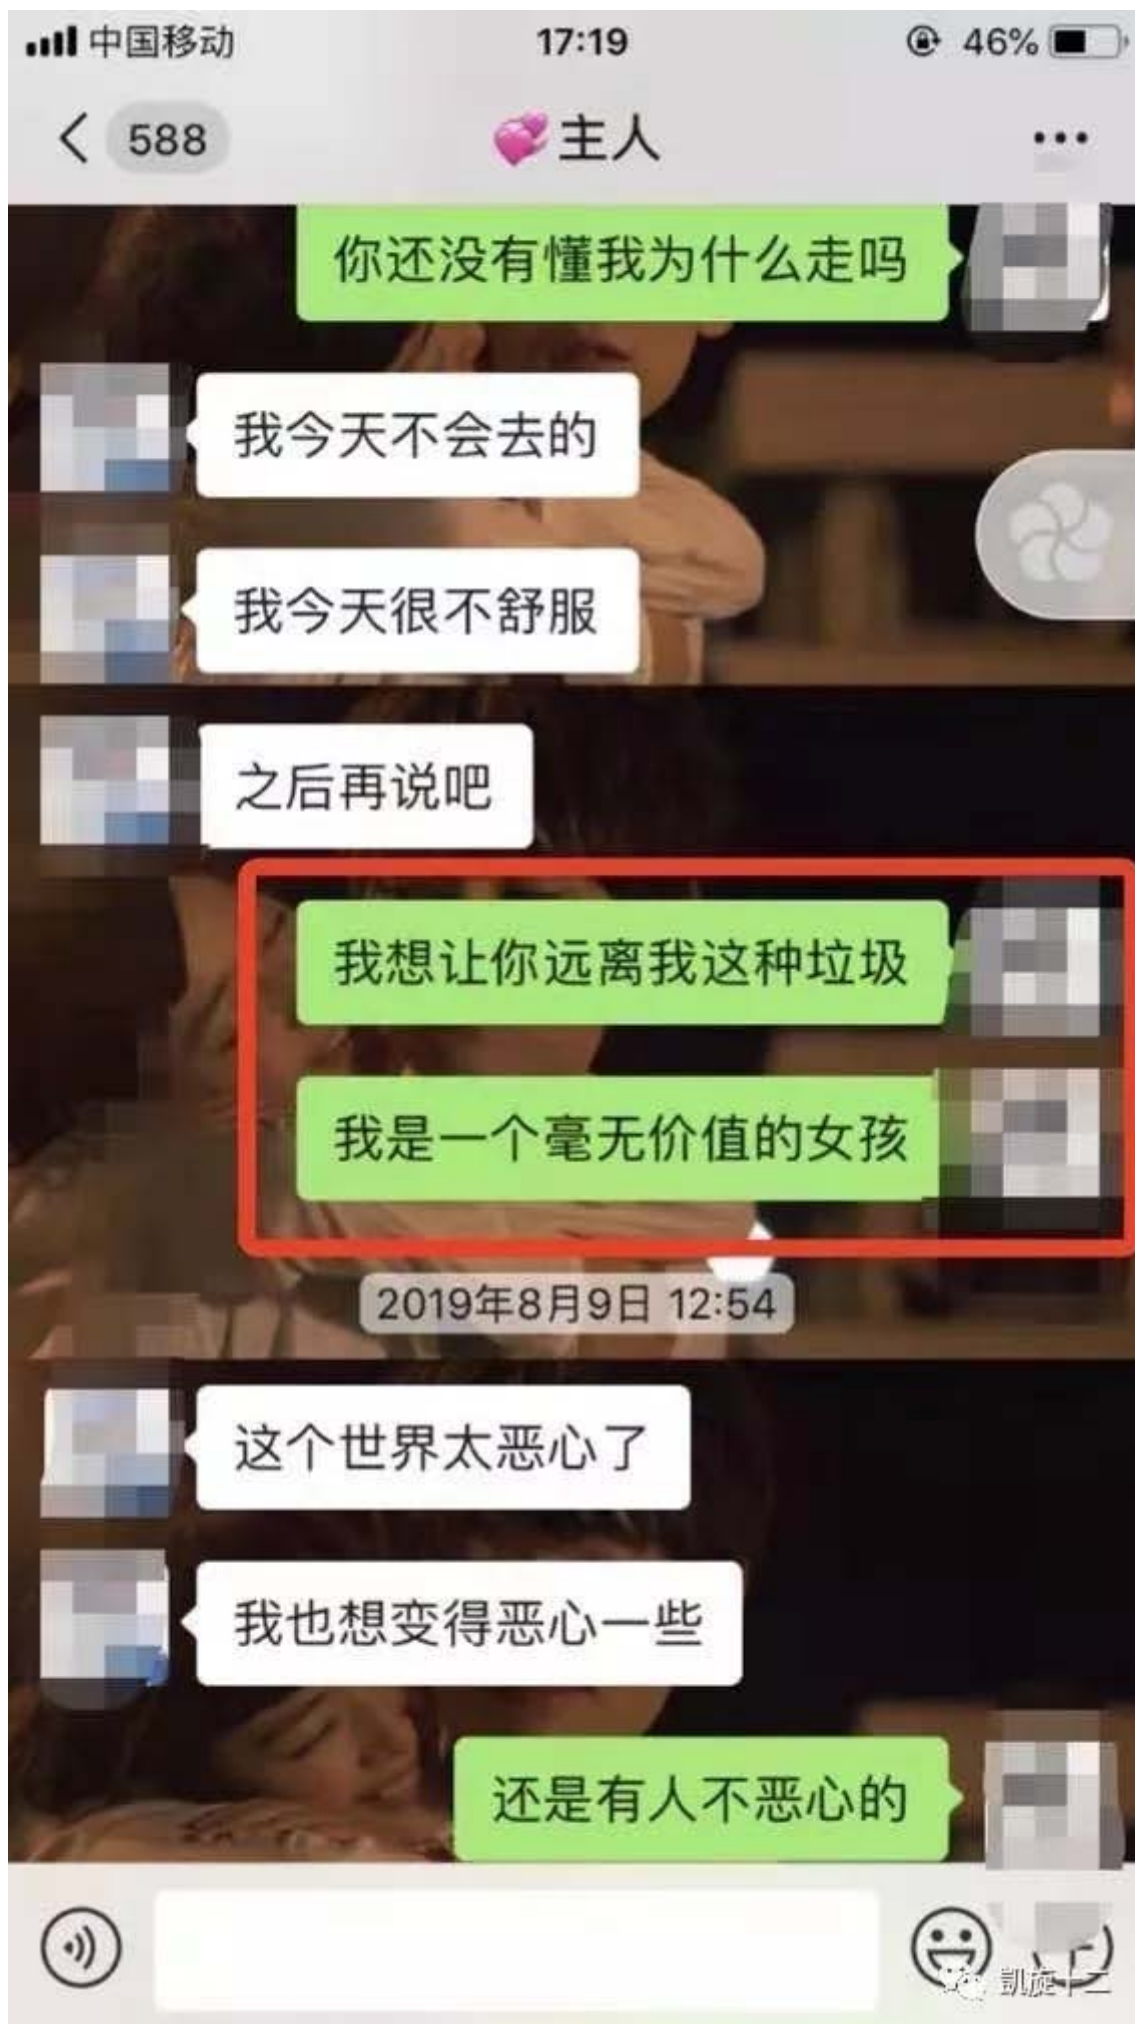 中国移动 17:19 46%
588 主人
你还没有懂我为什么走吗
我今天不会去的
我今天很不舒服
之后再说吧
我想让你远离我这种垃圾
我是一个毫无价值的女孩
2019年8月9日 12:54
这个世界太恶心了
我也想变得恶心一些
还是有人不恶心的
凯旋十二